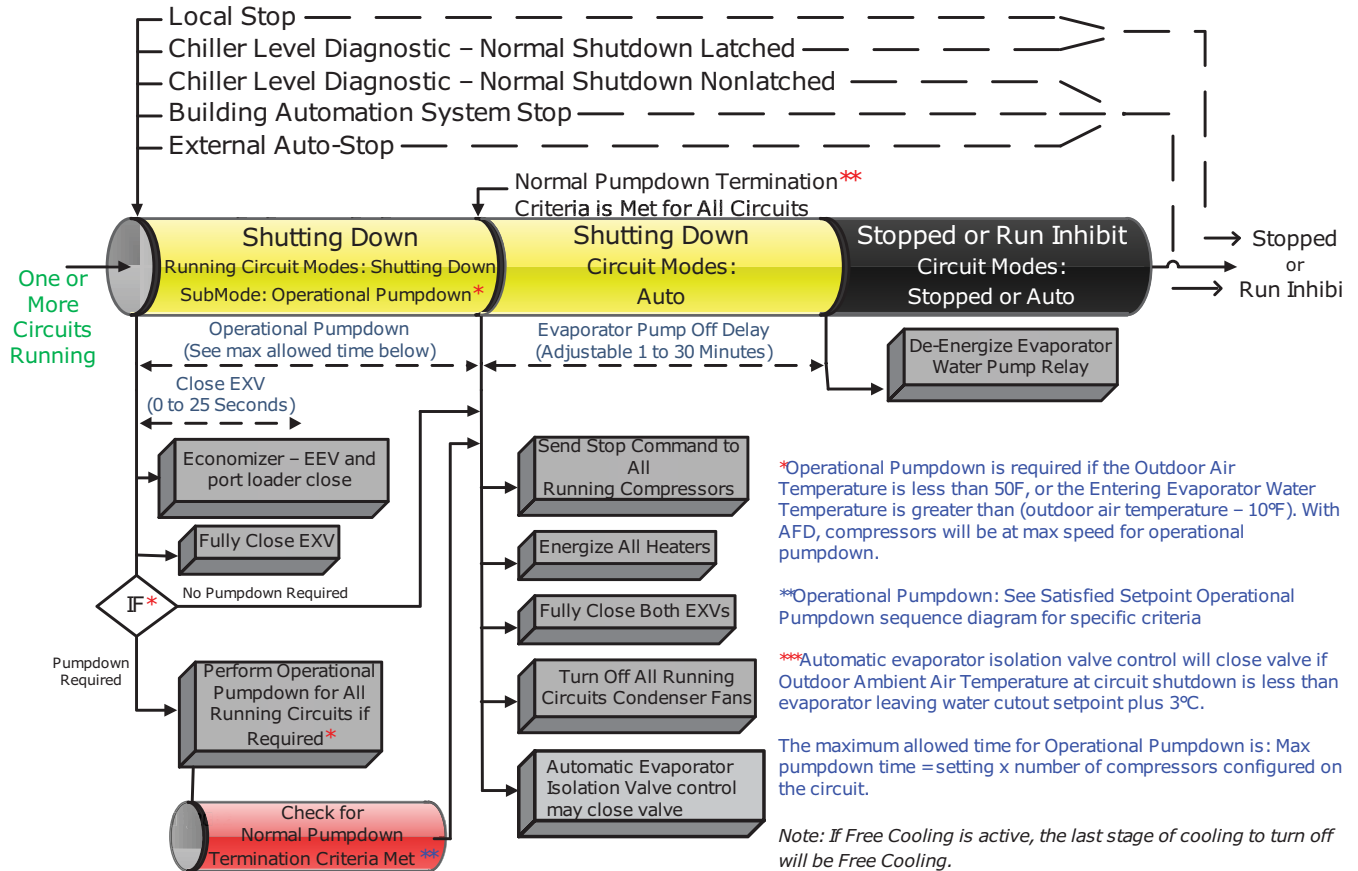 Local Stop
Chiller Level Diagnostic – Normal Shutdown Latched
Chiller Level Diagnostic – Normal Shutdown Nonlatched
Building Automation System Stop
External Auto-Stop
Normal Pumpdown Termination**
Criteria is Met for All Circuits
One or
More
Circuits
Running
Shutting Down
Running Circuit Modes: Shutting Down
SubMode: Operational Pumpdown*
Shutting Down
Circuit Modes:
Auto
Stopped or Run Inhibit
Circuit Modes:
Stopped or Auto
Stopped
or
Run Inhibi
Operational Pumpdown
(See max allowed time below)
Evaporator Pump Off Delay
(Adjustable 1 to 30 Minutes)
De-Energize Evaporator
Water Pump Relay
Close EXV
(0 to 25 Seconds)
Economizer – EEV and
port loader close
Fully Close EXV
IF*
No Pumpdown Required
Pumpdown
Required
Perform Operational
Pumpdown for All
Running Circuits if
Required*
Check for
Normal Pumpdown
Termination Criteria Met **
Send Stop Command to
All
Running Compressors
Energize All Heaters
Fully Close Both EXVs
Turn Off All Running
Circuits Condenser Fans
Automatic Evaporator
Isolation Valve control
may close valve
*Operational Pumpdown is required if the Outdoor Air
Temperature is less than 50F, or the Entering Evaporator Water
Temperature is greater than (outdoor air temperature – 10ºF). With
AFD, compressors will be at max speed for operational
pumpdown.
**Operational Pumpdown: See Satisfied Setpoint Operational
Pumpdown sequence diagram for specific criteria
***Automatic evaporator isolation valve control will close valve if
Outdoor Ambient Air Temperature at circuit shutdown is less than
evaporator leaving water cutout setpoint plus 3ºC.
The maximum allowed time for Operational Pumpdown is: Max
pumpdown time = setting x number of compressors configured on
the circuit.
Note: If Free Cooling is active, the last stage of cooling to turn off
will be Free Cooling.